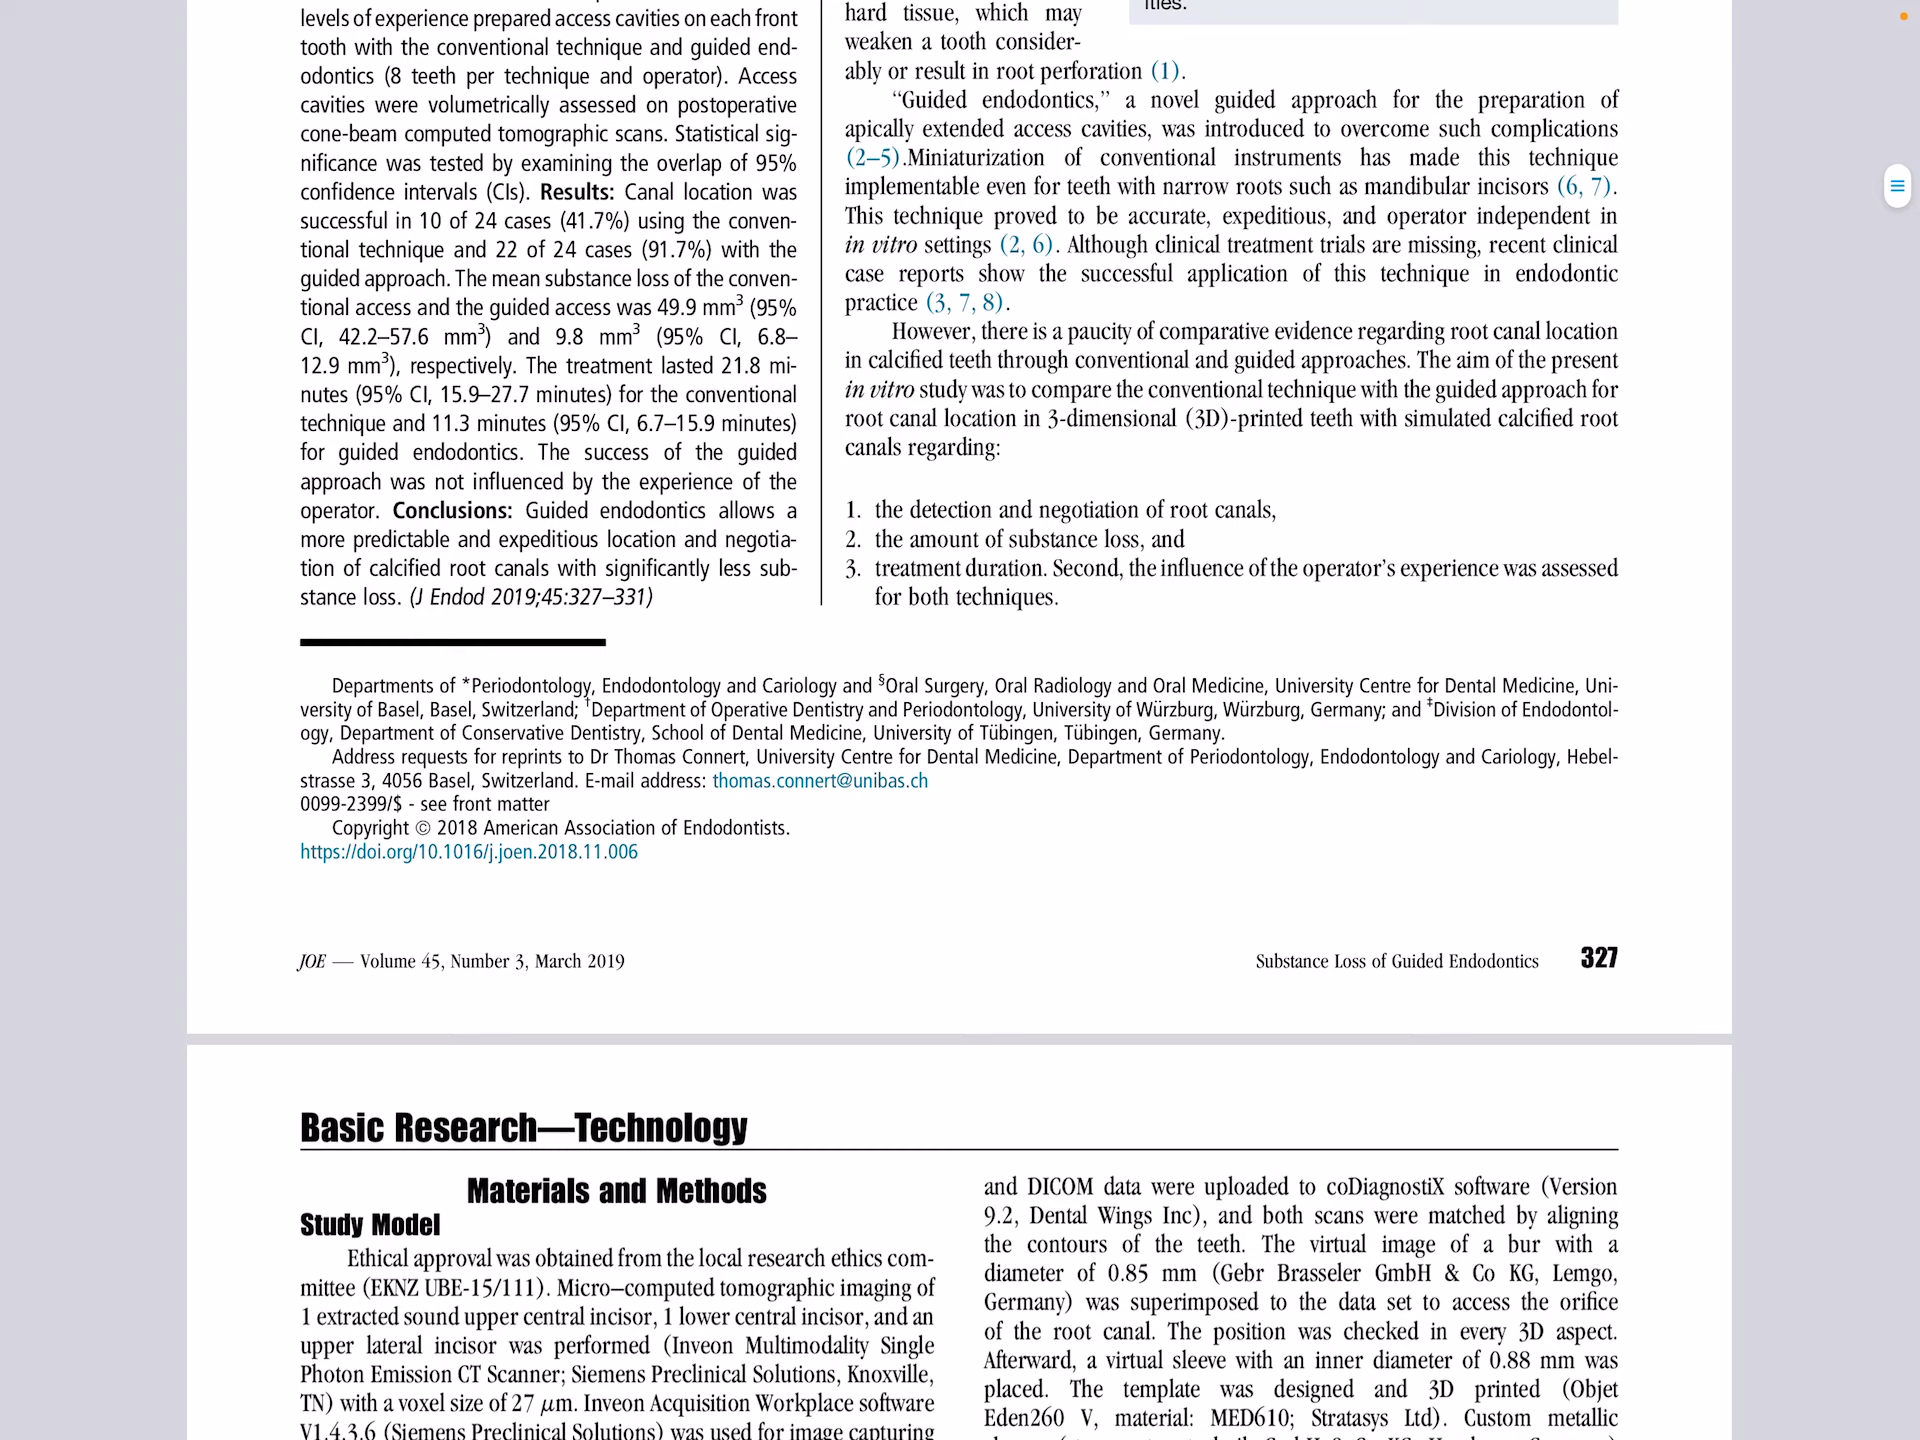 levels of experience prepared access cavities on each front
tooth with the conventional technique and guided end-
odontics (8 teeth per technique and operator). Access
cavities were volumetrically assessed on postoperative
cone-beam computed tomographic scans. Statistical sig-
nificance was tested by examining the overlap of 95%
confidence intervals (CIs). Results: Canal location was
successful in 10 of 24 cases (41.7%) using the conven-
tional technique and 22 of 24 cases (91.7%) with the
guided approach. The mean substance loss of the conven-
tional access and the guided access was 49.9 mm³ (95%
CI, 42.2–57.6 mm³) and 9.8 mm³ (95% CI, 6.8–
12.9 mm³), respectively. The treatment lasted 21.8 mi-
nutes (95% CI, 15.9–27.7 minutes) for the conventional
technique and 11.3 minutes (95% CI, 6.7–15.9 minutes)
for guided endodontics. The success of the guided
approach was not influenced by the experience of the
operator. Conclusions: Guided endodontics allows a
more predictable and expeditious location and negotia-
tion of calcified root canals with significantly less sub-
stance loss. (J Endod 2019;45:327–331)
ities.
hard tissue, which may
weaken a tooth consider-
ably or result in root perforation (1).
“Guided endodontics,” a novel guided approach for the preparation of
apically extended access cavities, was introduced to overcome such complications
(2–5).Miniaturization of conventional instruments has made this technique
implementable even for teeth with narrow roots such as mandibular incisors (6, 7).
This technique proved to be accurate, expeditious, and operator independent in
in vitro settings (2, 6). Although clinical treatment trials are missing, recent clinical
case reports show the successful application of this technique in endodontic
practice (3, 7, 8).
However, there is a paucity of comparative evidence regarding root canal location
in calcified teeth through conventional and guided approaches. The aim of the present
in vitro study was to compare the conventional technique with the guided approach for
root canal location in 3-dimensional (3D)-printed teeth with simulated calcified root
canals regarding:
1. the detection and negotiation of root canals,
2. the amount of substance loss, and
3. treatment duration. Second, the influence of the operator’s experience was assessed
for both techniques.
Departments of *Periodontology, Endodontology and Cariology and §Oral Surgery, Oral Radiology and Oral Medicine, University Centre for Dental Medicine, Uni-
versity of Basel, Basel, Switzerland; †Department of Operative Dentistry and Periodontology, University of Würzburg, Würzburg, Germany; and ‡Division of Endodontol-
ogy, Department of Conservative Dentistry, School of Dental Medicine, University of Tübingen, Tübingen, Germany.
Address requests for reprints to Dr Thomas Connert, University Centre for Dental Medicine, Department of Periodontology, Endodontology and Cariology, Hebel-
strasse 3, 4056 Basel, Switzerland. E-mail address: thomas.connert@unibas.ch
0099-2399/$ - see front matter
Copyright © 2018 American Association of Endodontists.
https://doi.org/10.1016/j.joen.2018.11.006
JOE — Volume 45, Number 3, March 2019
Substance Loss of Guided Endodontics 327
Basic Research—Technology
Materials and Methods
Study Model
Ethical approval was obtained from the local research ethics com-
mittee (EKNZ UBE-15/111). Micro–computed tomographic imaging of
1 extracted sound upper central incisor, 1 lower central incisor, and an
upper lateral incisor was performed (Inveon Multimodality Single
Photon Emission CT Scanner; Siemens Preclinical Solutions, Knoxville,
TN) with a voxel size of 27 μm. Inveon Acquisition Workplace software
V1.4.3.6 (Siemens Preclinical Solutions) was used for image capturing
and DICOM data were uploaded to coDiagnostiX software (Version
9.2, Dental Wings Inc), and both scans were matched by aligning
the contours of the teeth. The virtual image of a bur with a
diameter of 0.85 mm (Gebr Brasseler GmbH & Co KG, Lemgo,
Germany) was superimposed to the data set to access the orifice
of the root canal. The position was checked in every 3D aspect.
Afterward, a virtual sleeve with an inner diameter of 0.88 mm was
placed. The template was designed and 3D printed (Objet
Eden260 V, material: MED610; Stratasys Ltd). Custom metallic